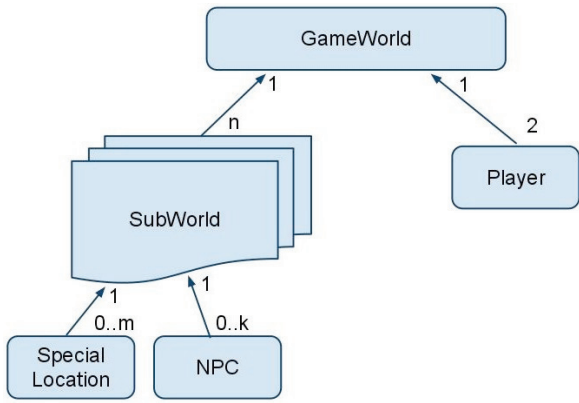 GameWorld
1
1
n
2
Player
SubWorld
1
1
0..m
0..k
Special
Location
NPC